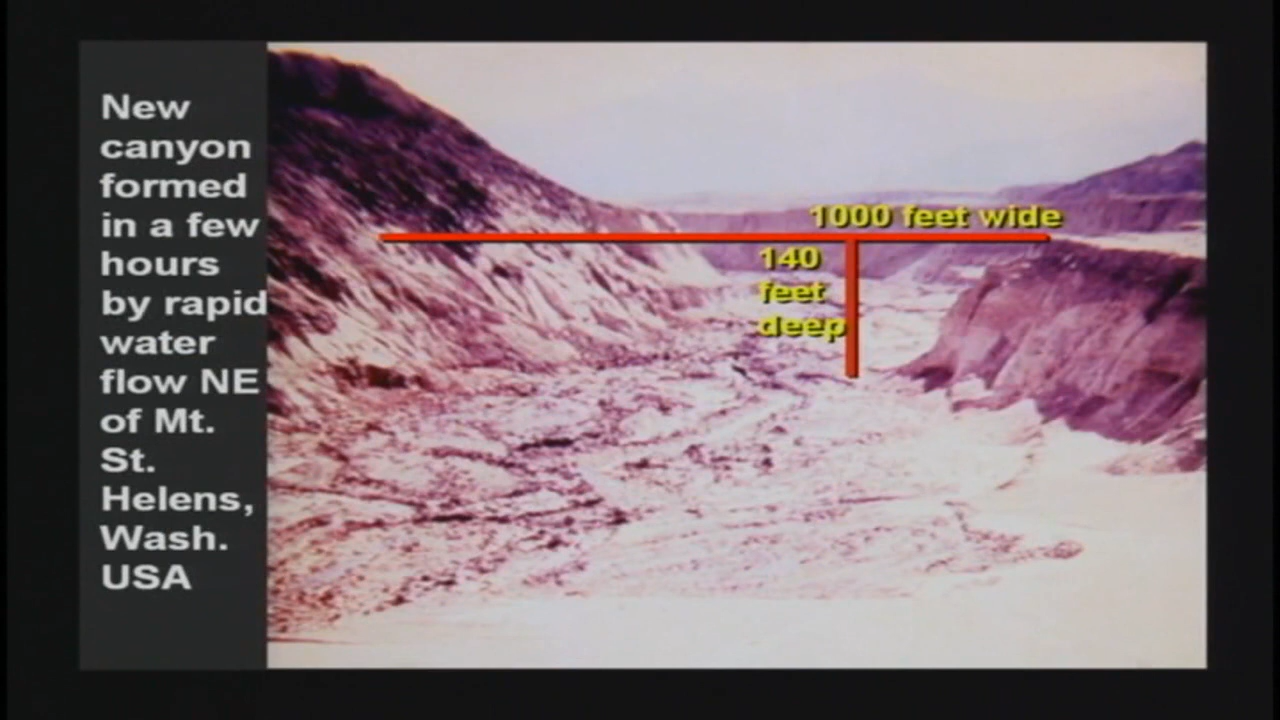 New
canyon
formed
in a few
hours
by rapid
water
flow NE
of Mt.
St.
Helens,
Wash.
USA
1000 feet wide
140
feet
deep